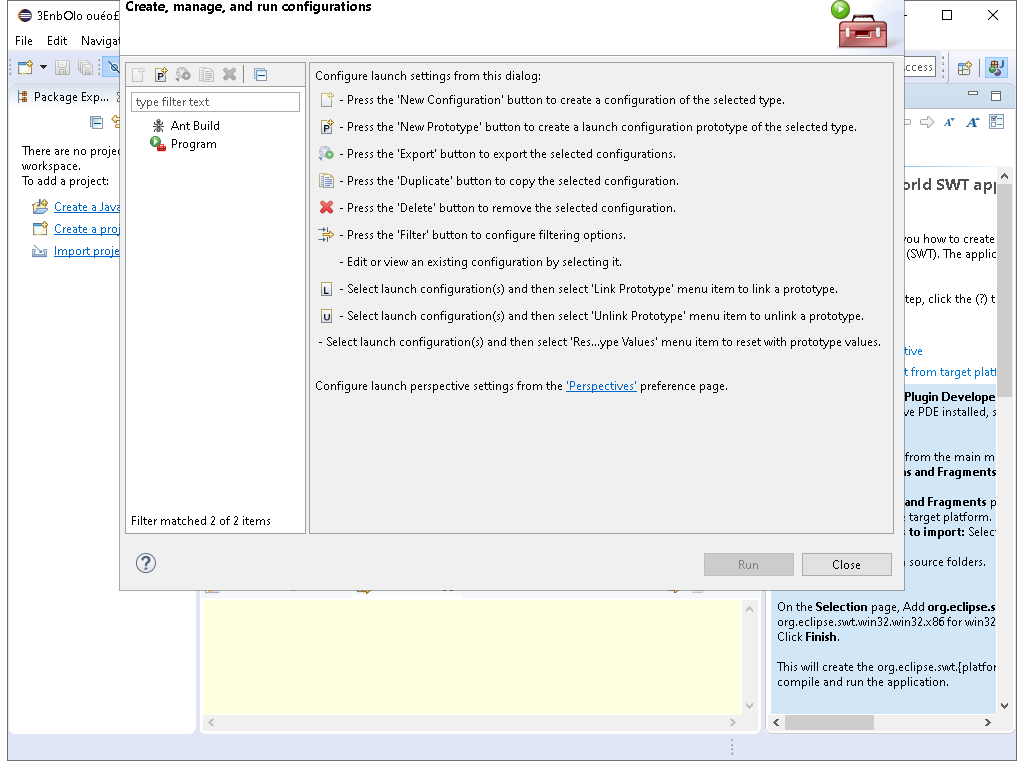 Create, manage, and run configurations
File Edit Navigat
ccess
Package Exp...
type filter text
Ant Build
Program
Filter matched 2 of 2 items
There are no projec
workspace.
To add a project:
Create a Java
Create a proj
Import proje
Configure launch settings from this dialog:
- Press the 'New Configuration' button to create a configuration of the selected type.
- Press the 'New Prototype' button to create a launch configuration prototype of the selected type.
- Press the 'Export' button to export the selected configurations.
- Press the 'Duplicate' button to copy the selected configuration.
- Press the 'Delete' button to remove the selected configuration.
- Press the 'Filter' button to configure filtering options.
- Edit or view an existing configuration by selecting it.
L - Select launch configuration(s) and then select 'Link Prototype' menu item to link a prototype.
U - Select launch configuration(s) and then select 'Unlink Prototype' menu item to unlink a prototype.
- Select launch configuration(s) and then select 'Res...ype Values' menu item to reset with prototype values.
Configure launch perspective settings from the 'Perspectives' preference page.
Run
Close
orld SWT app
you how to create
(SWT). The applic
tep, click the (?) t
tive
t from target platf
Plugin Develope
ve PDE installed, s
from the main m
ns and Fragments
and Fragments p
target platform.
to import: Selec
source folders.
On the Selection page, Add org.eclipse.s
org.eclipse.swt.win32.win32.x86 for win32
Click Finish.
This will create the org.eclipse.swt.{platfor
compile and run the application.